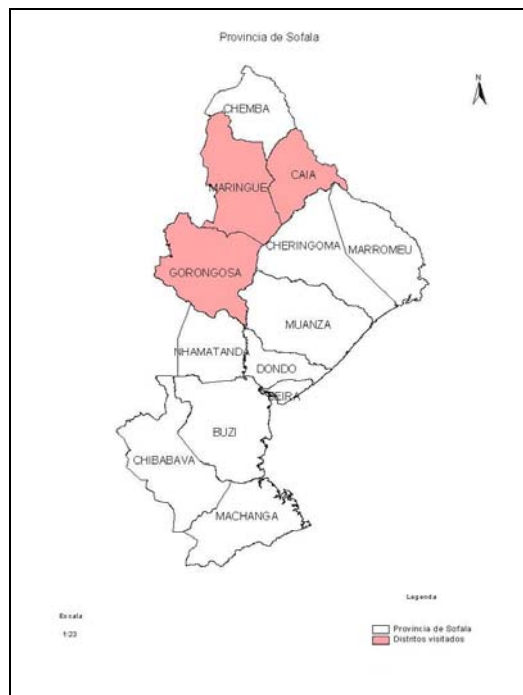 Provincia de Sofala
N
CHEMBA
CAIA
MARINGUE
CHERINGOMA
MARROMEU
GORONGOSA
MUANZA
NHAMATANDA
DONDO
BEIRA
BUZI
CHIBABAVA
MACHANGA
Legenda
Escala
1:23
Provincia de Sofala
Distritos visitados